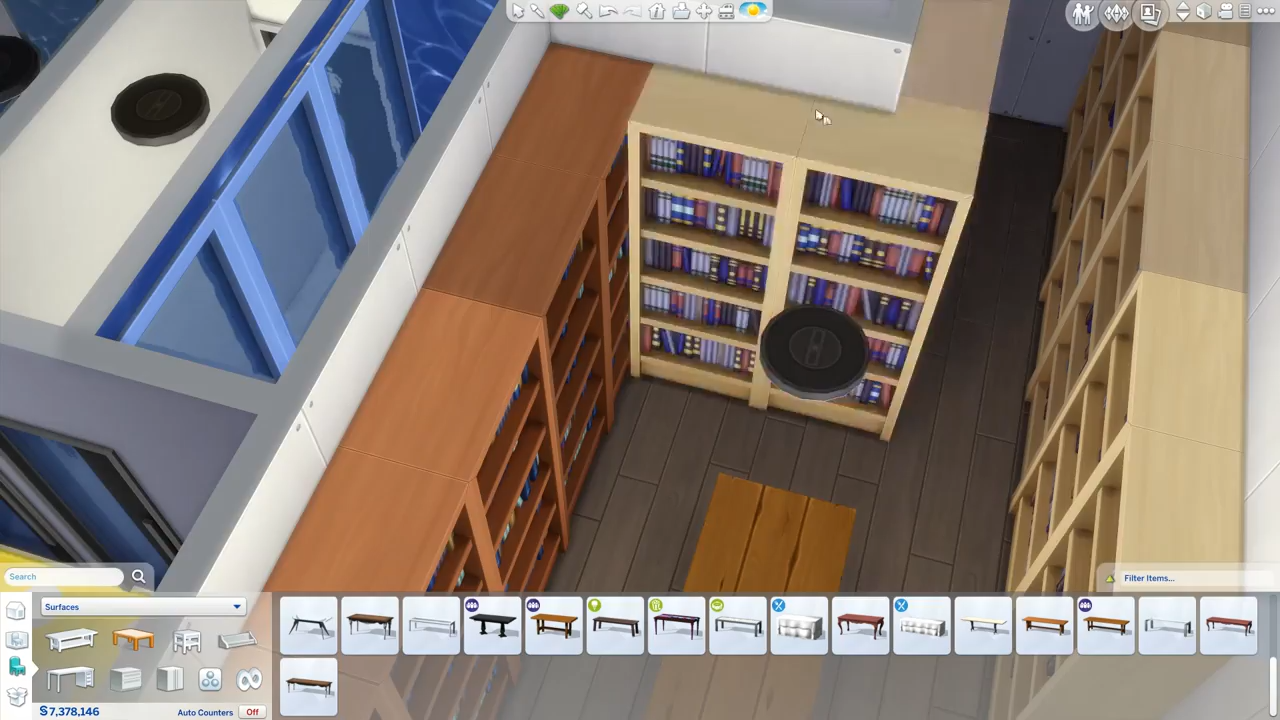 Search
Filter Items...
Surfaces
§7,378,146
Auto Counters Off